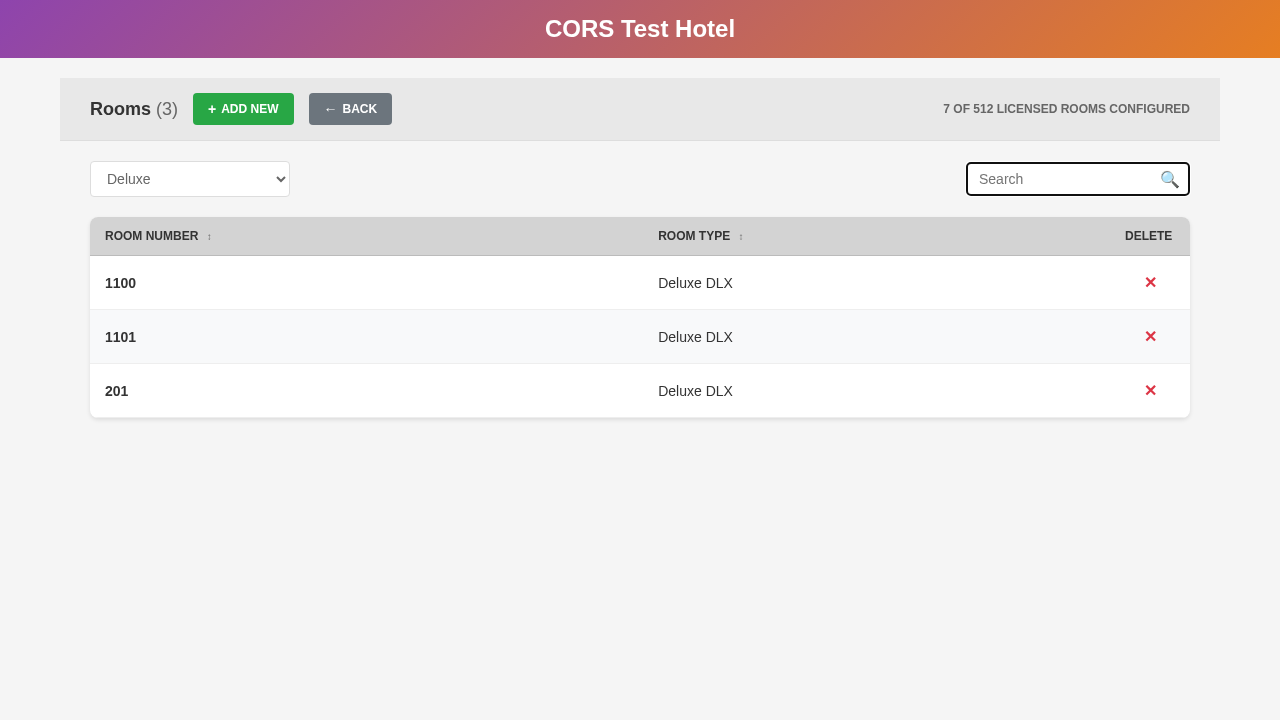 CORS Test Hotel
Rooms (3) + ADD NEW ← BACK 7 OF 512 LICENSED ROOMS CONFIGURED
Deluxe Search
ROOM NUMBER ↕ ROOM TYPE ↕ DELETE
1100 Deluxe DLX ✕
1101 Deluxe DLX ✕
201 Deluxe DLX ✕